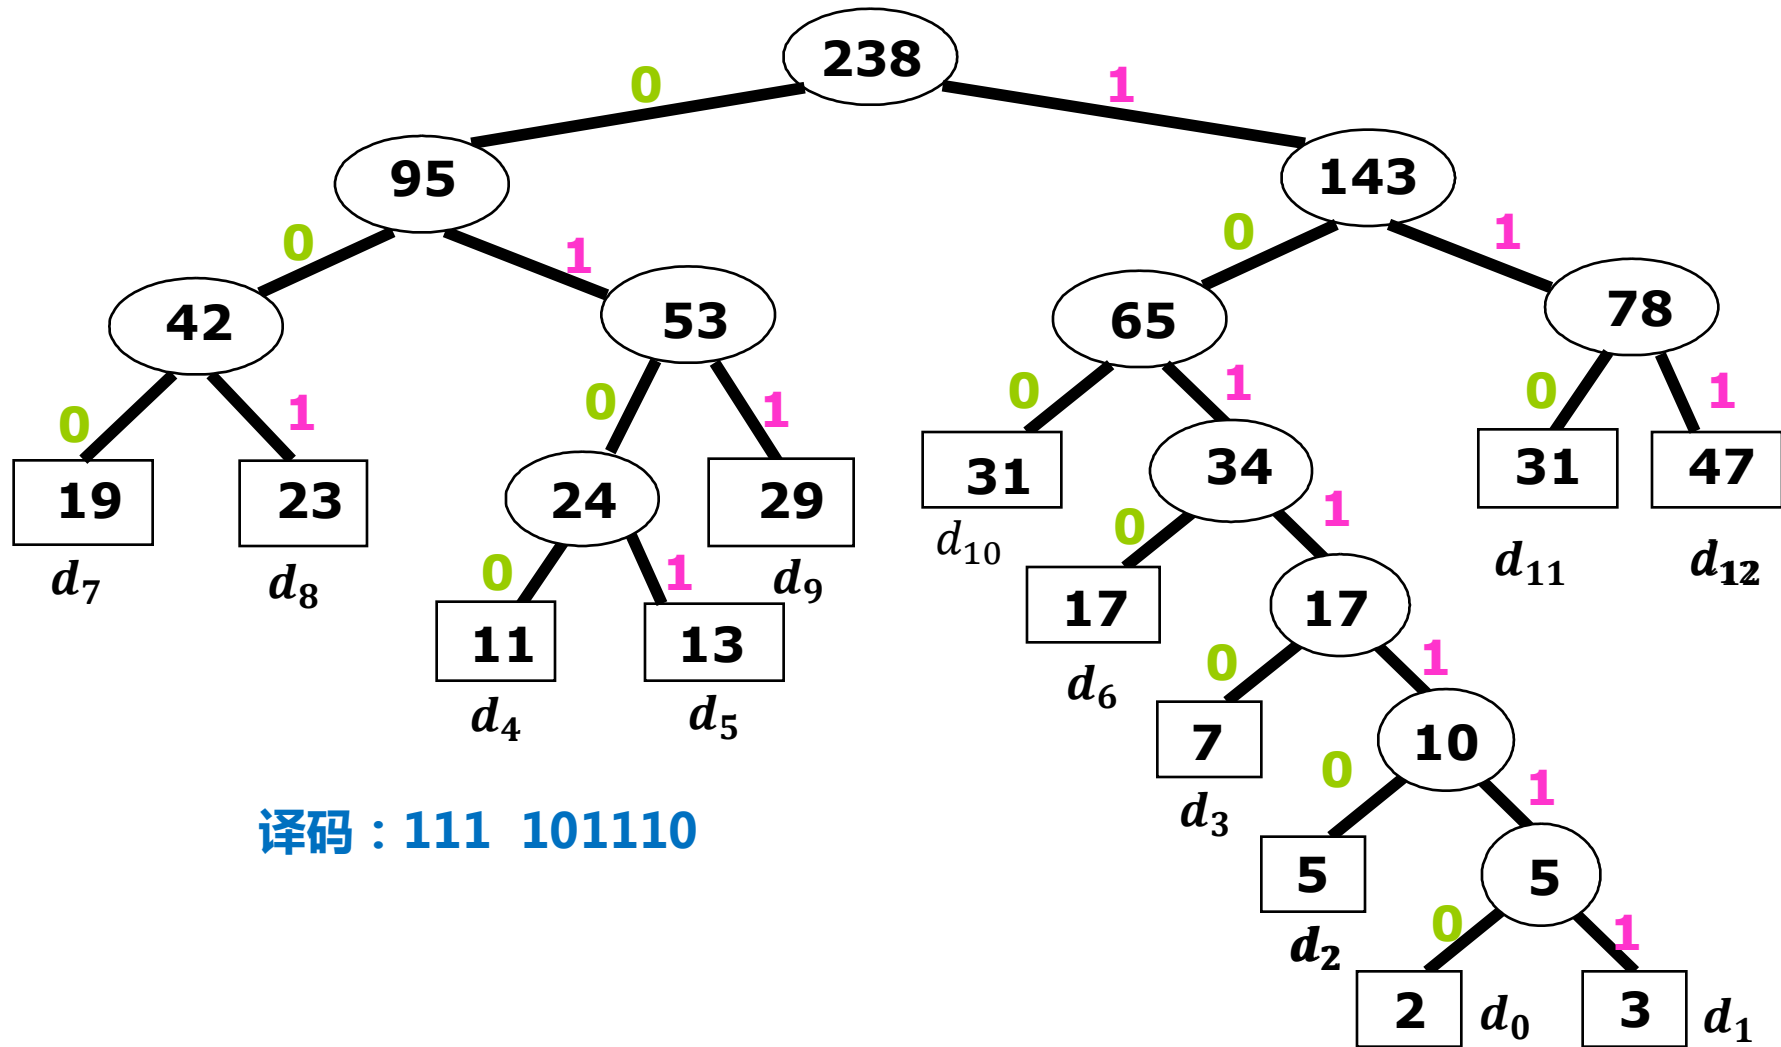 238
0 1
95 143
0 1 0 1
42 53 65 78
0 1 0 1 0 1 0 1
19 23 24 29 31 34 31 47
d₇ d₈ d₉ d₁₀ d₁₁ d₁₂
0 1 0 1
11 13 17 17
d₄ d₅ d₆
0 1
7 10
d₃
0 1
译码：111 101110
5 5
d₂
0 1
2 d₀ 3 d₁